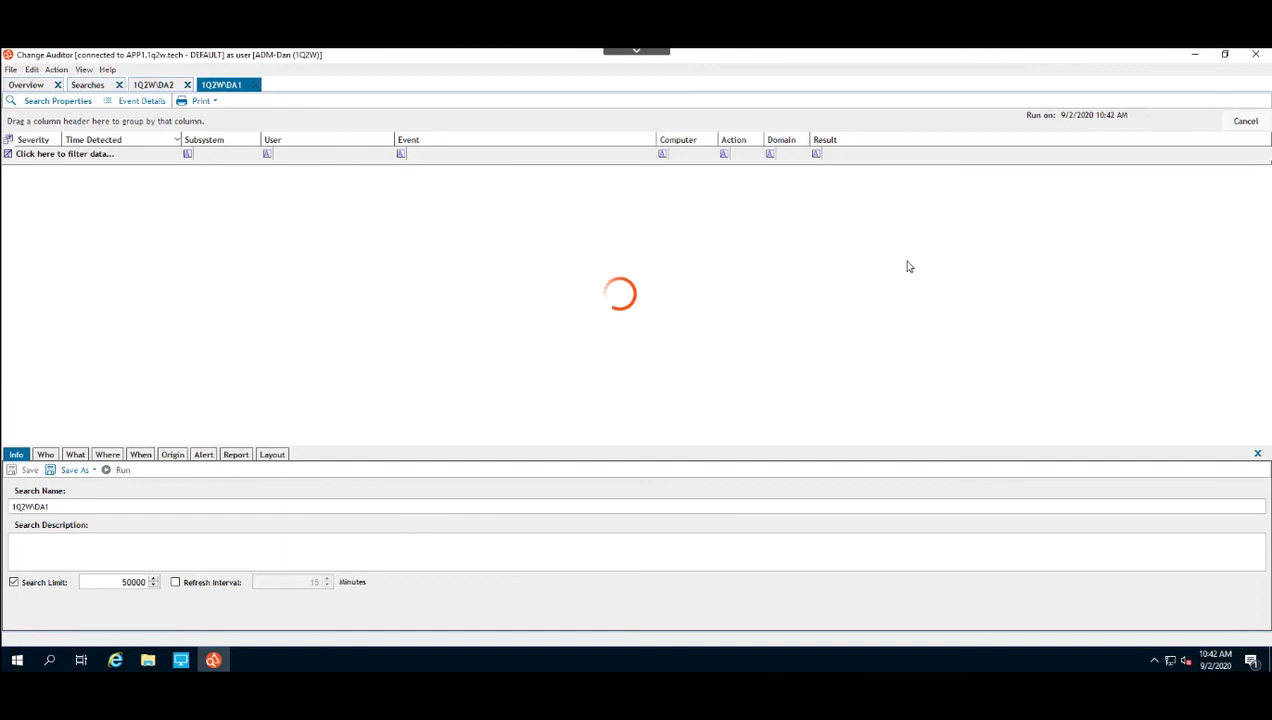 Change Auditor [connected to APP1.1q2w.tech - DEFAULT] as user [ADM-Dan (1Q2W)]
File Edit Action View Help
Overview Searches 1Q2W\DA2 1Q2W\DA1
Search Properties Event Details Print
Drag a column header here to group by that column. Run on: 9/2/2020 10:42 AM Cancel
Severity Time Detected Subsystem User Event Computer Action Domain Result
Click here to filter data...
Info Who What Where When Origin Alert Report Layout
Save Save As Run
Search Name:
1Q2W\DA1
Search Description:
Search Limit: 50000 Refresh Interval: 15 Minutes
10:42 AM
9/2/2020